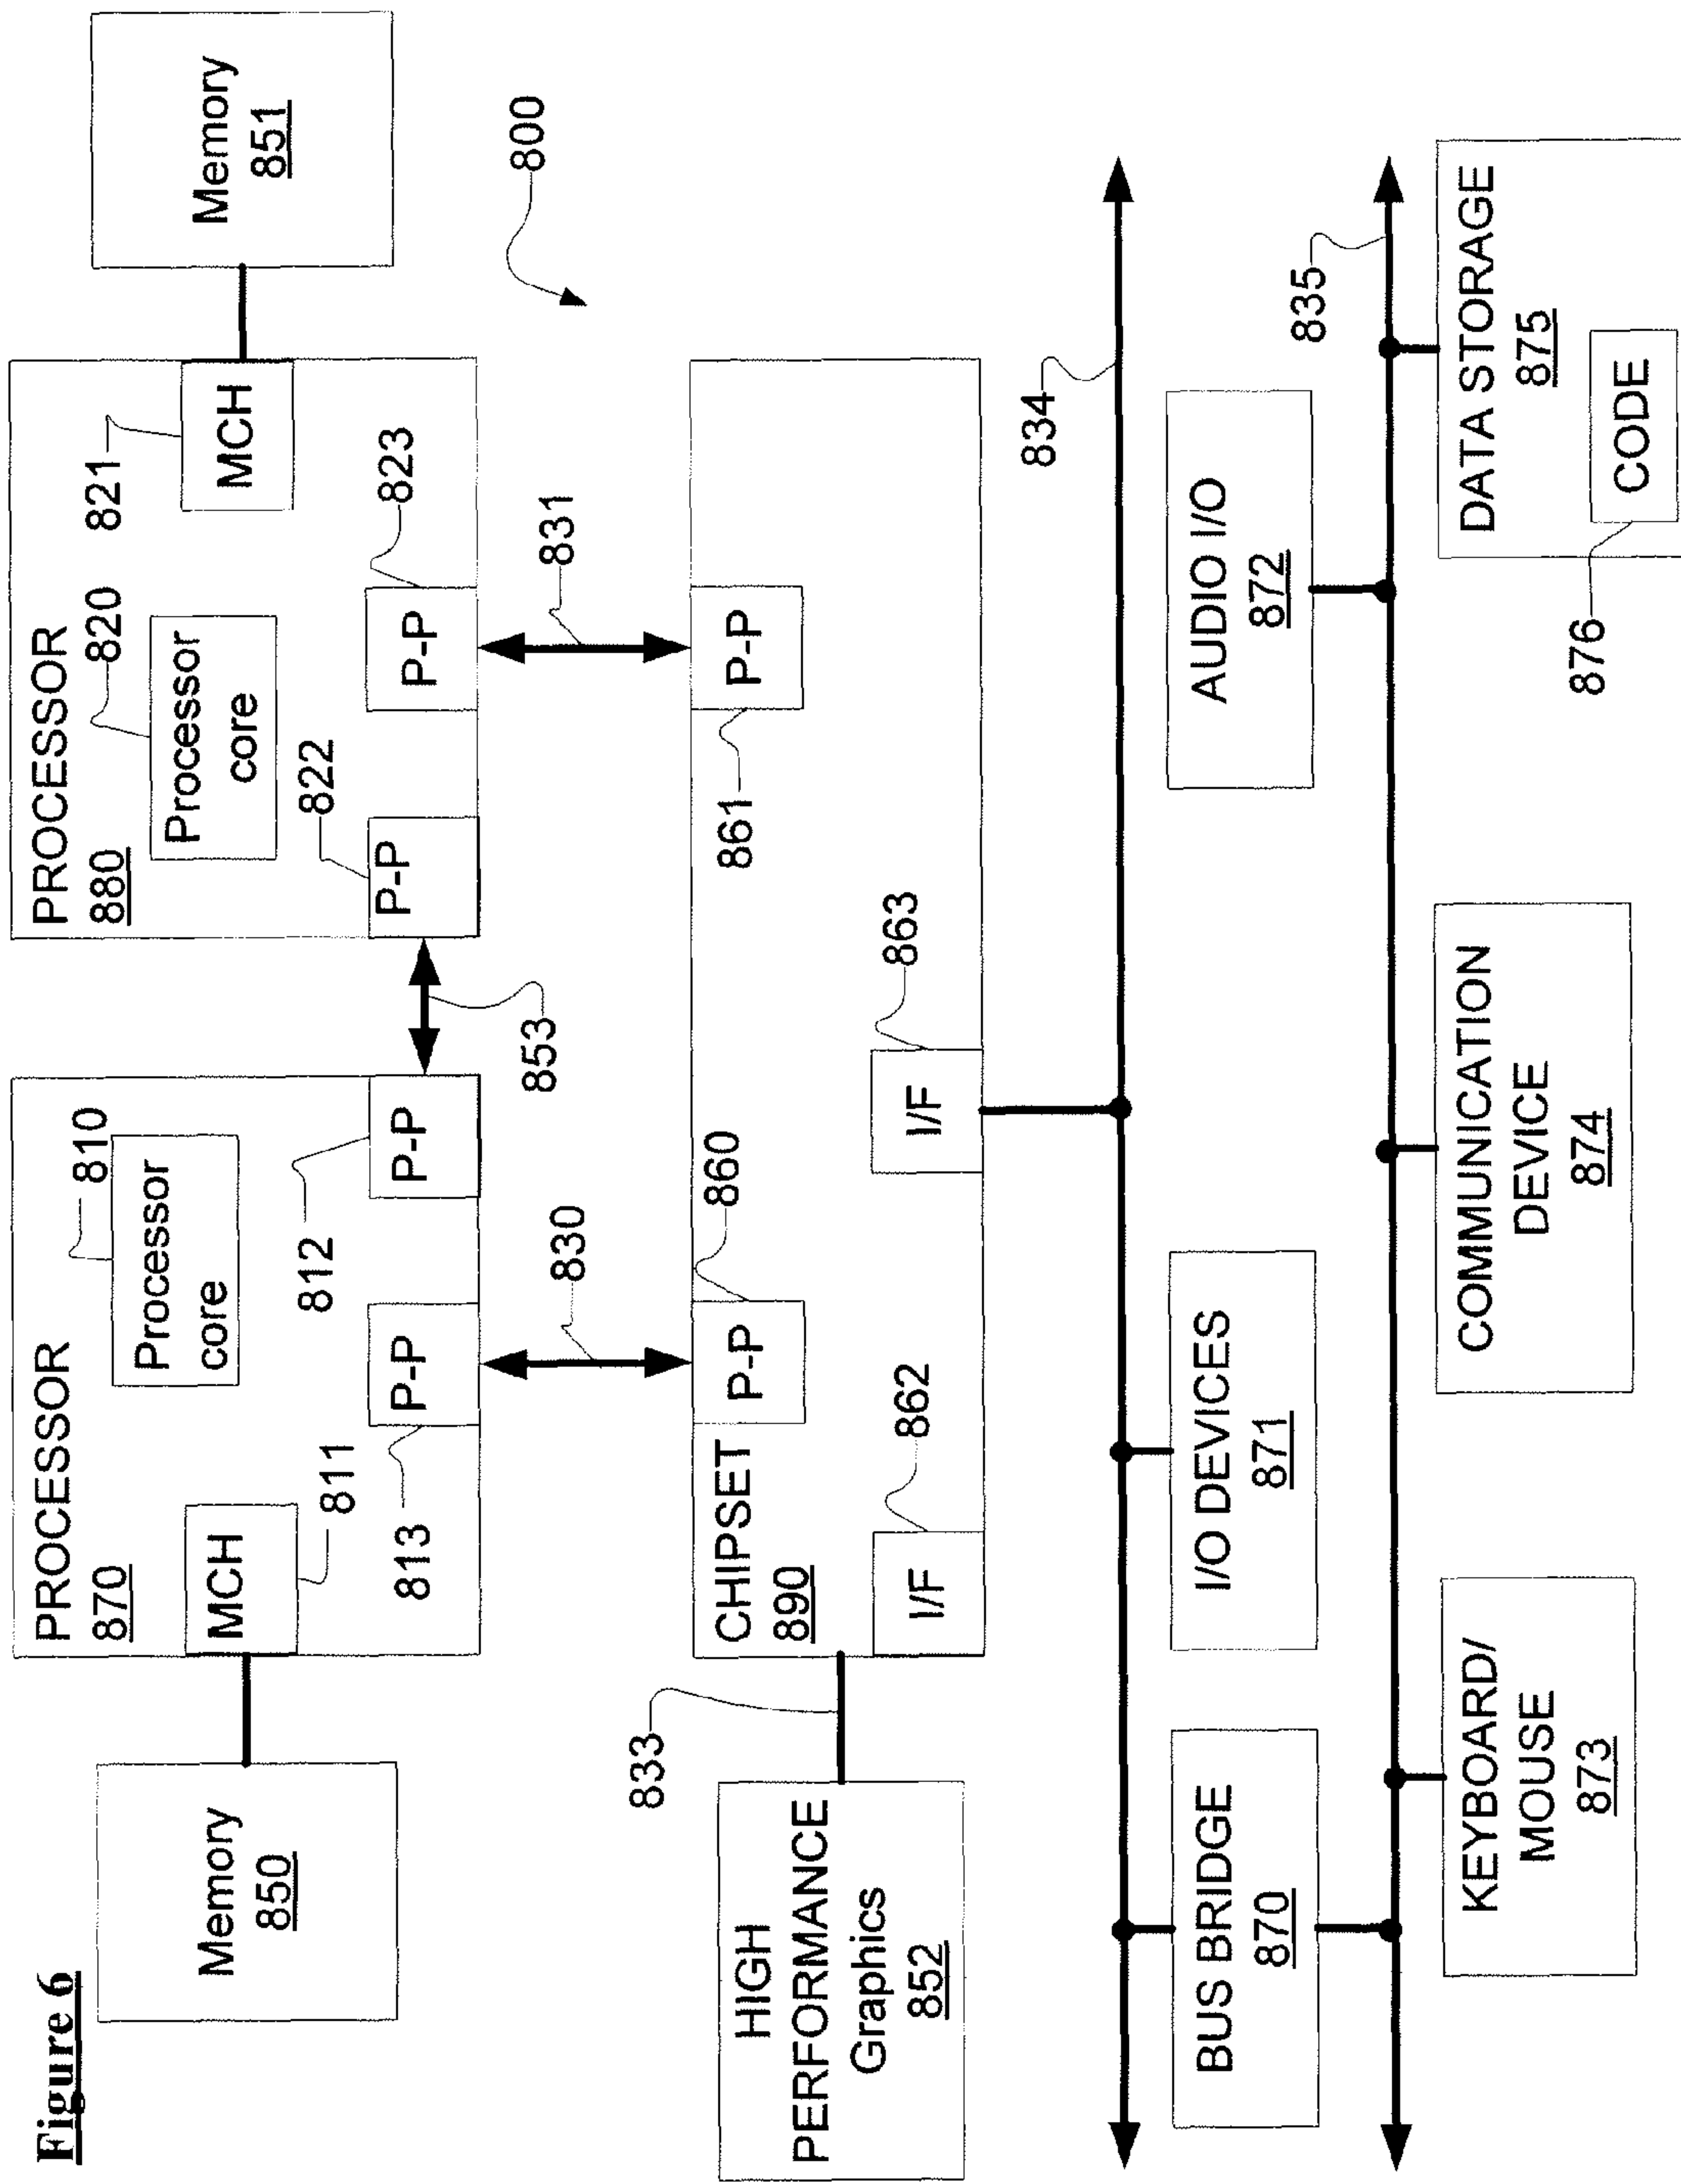 Figure 6
Memory
850
PROCESSOR
870
MCH
811
Processor
core
810
P-P
813
P-P
812
853
PROCESSOR
880
Processor
core
820
P-P
822
P-P
823
MCH
821
Memory
851
800
830
831
HIGH
PERFORMANCE
Graphics
852
833
CHIPSET
890
P-P
860
P-P
861
I/F
862
I/F
863
834
BUS BRIDGE
870
I/O DEVICES
871
AUDIO I/O
872
835
KEYBOARD/
MOUSE
873
COMMUNICATION
DEVICE
874
DATA STORAGE
875
CODE
876